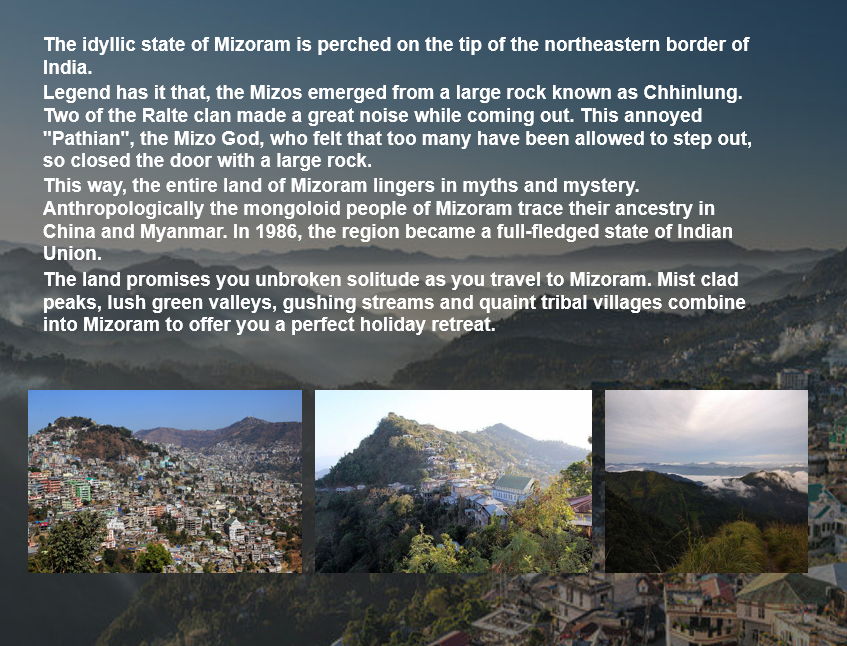 The idyllic state of Mizoram is perched on the tip of the northeastern border of
India.
Legend has it that, the Mizos emerged from a large rock known as Chhinlung.
Two of the Ralte clan made a great noise while coming out. This annoyed
"Pathian", the Mizo God, who felt that too many have been allowed to step out,
so closed the door with a large rock.
This way, the entire land of Mizoram lingers in myths and mystery.
Anthropologically the mongoloid people of Mizoram trace their ancestry in
China and Myanmar. In 1986, the region became a full-fledged state of Indian
Union.
The land promises you unbroken solitude as you travel to Mizoram. Mist clad
peaks, lush green valleys, gushing streams and quaint tribal villages combine
into Mizoram to offer you a perfect holiday retreat.